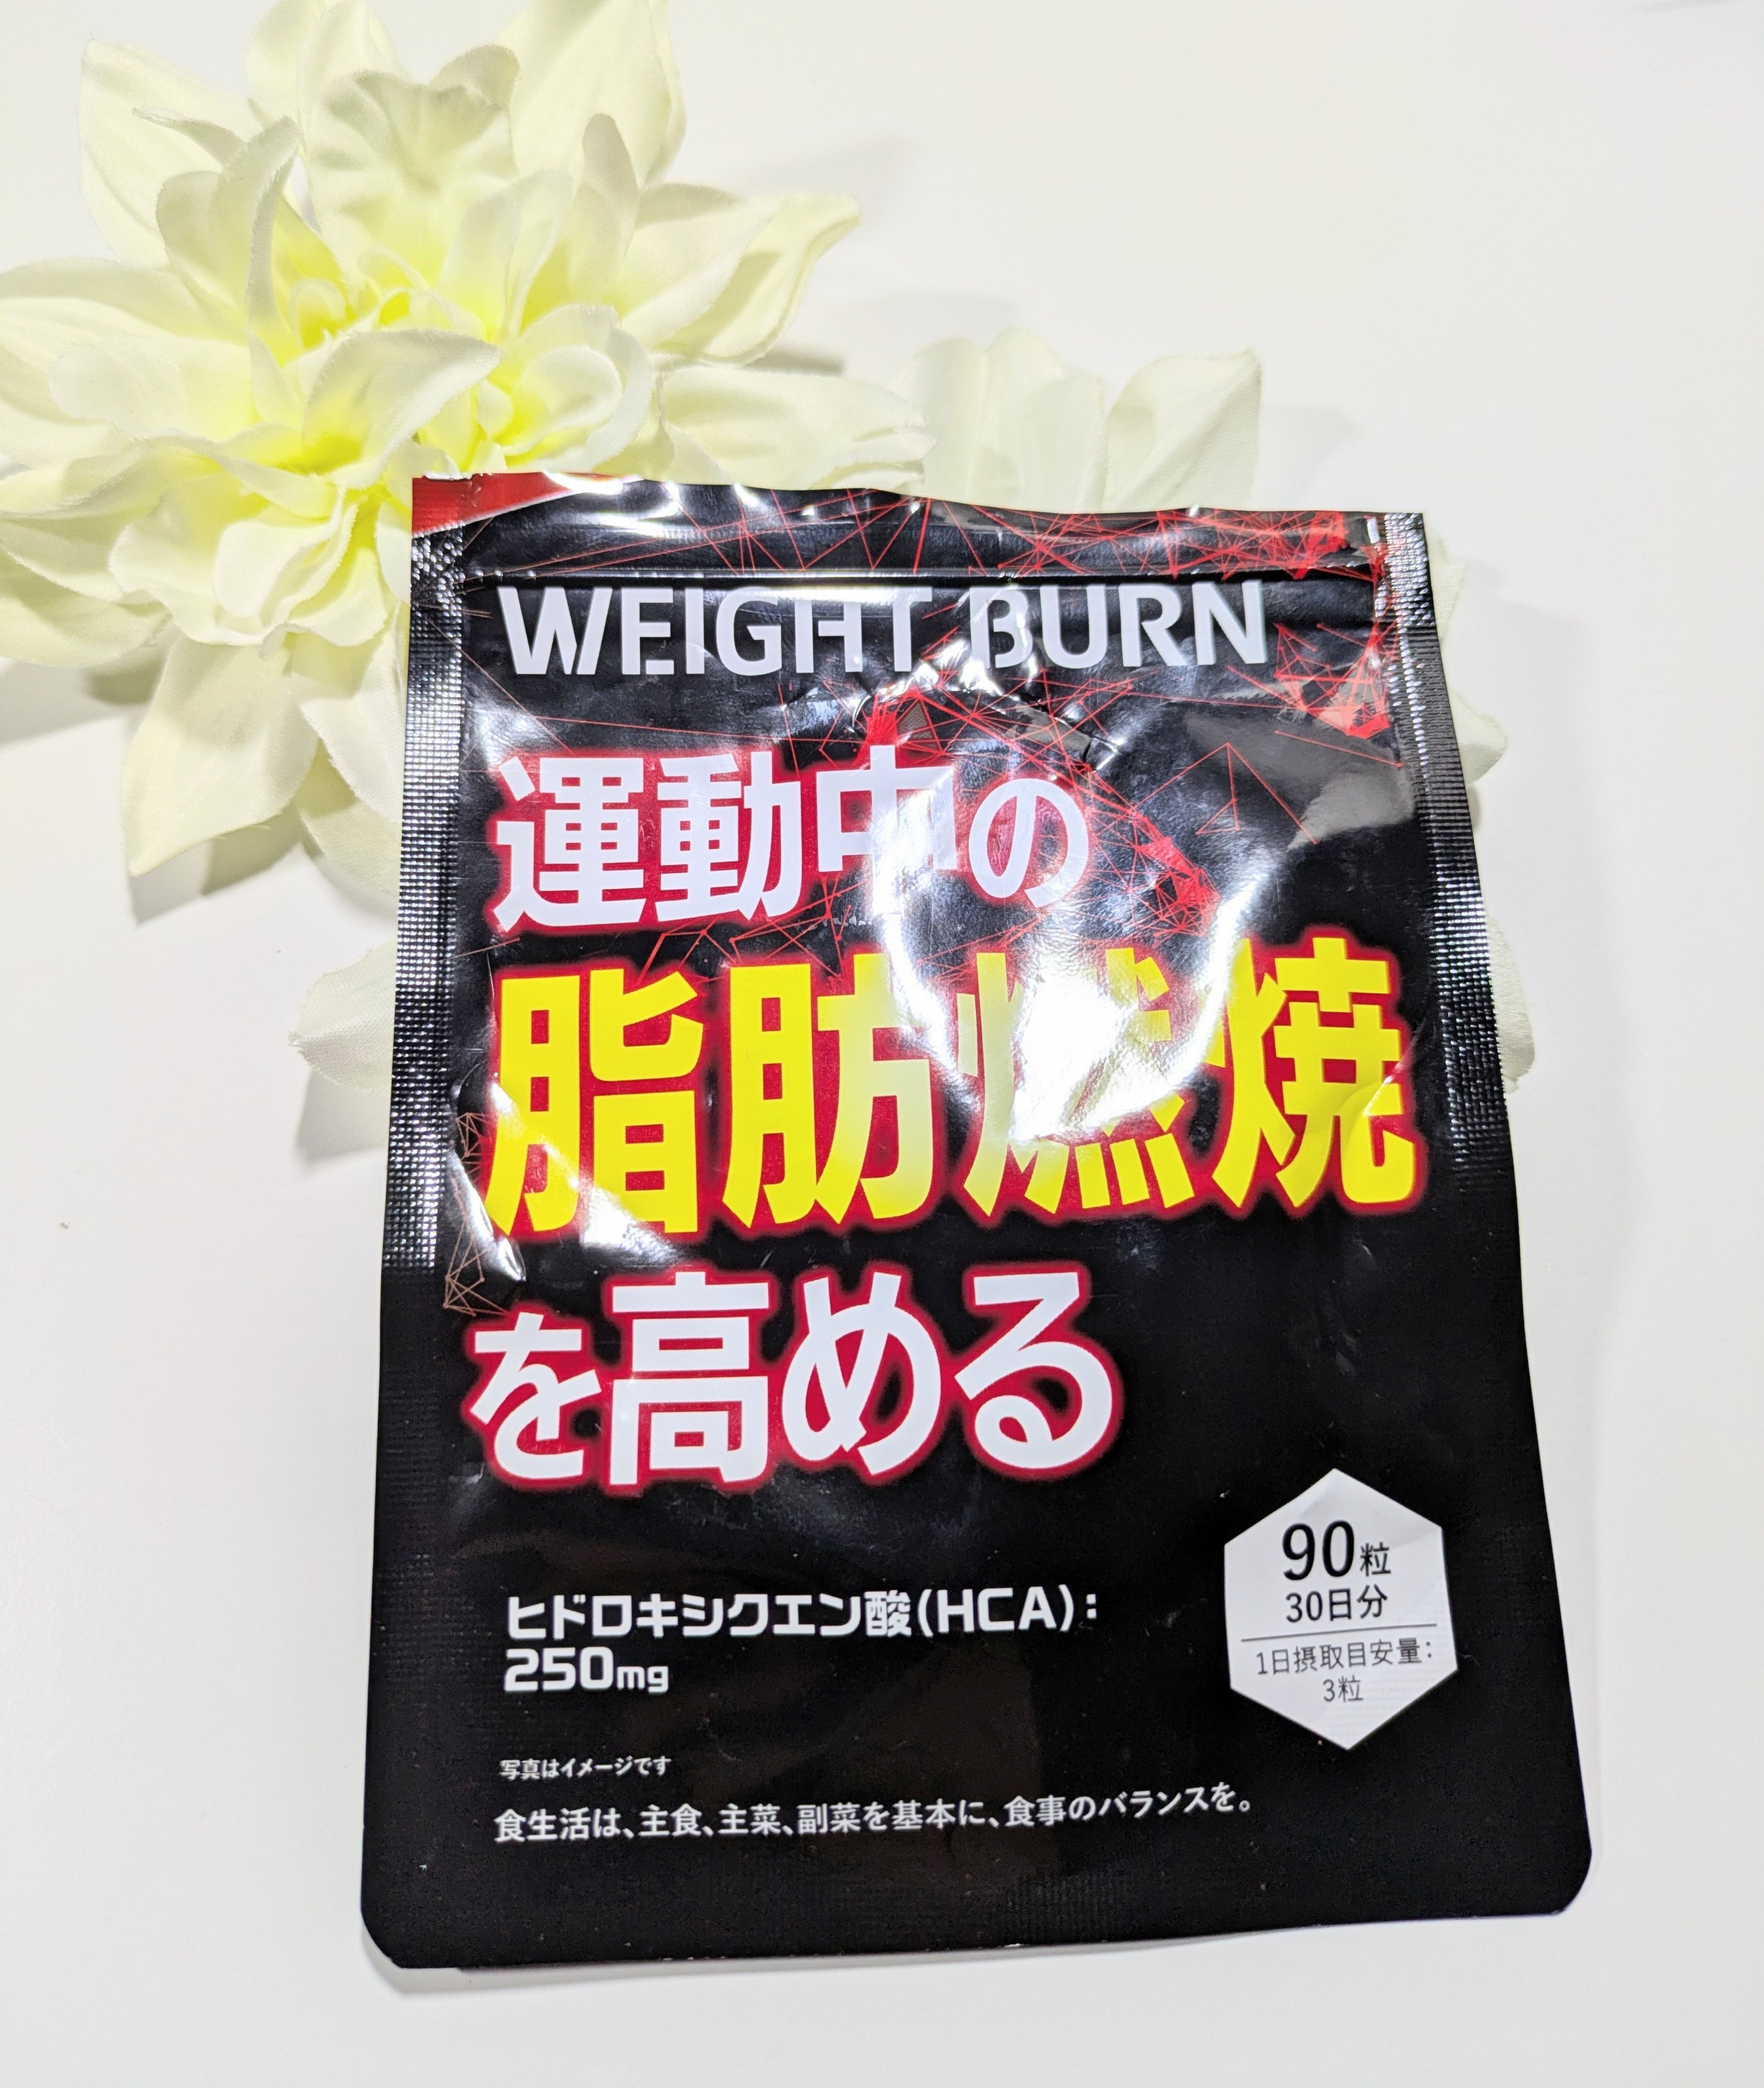 WEIGHT BURN
運動中の
脂肪燃焼
を高める
ヒドロキシクエン酸(HCA):
250mg
90粒
30日分
1日摂取目安量:
3粒
写真はイメージです
食生活は、主食、主菜、副菜を基本に、食事のバランスを。